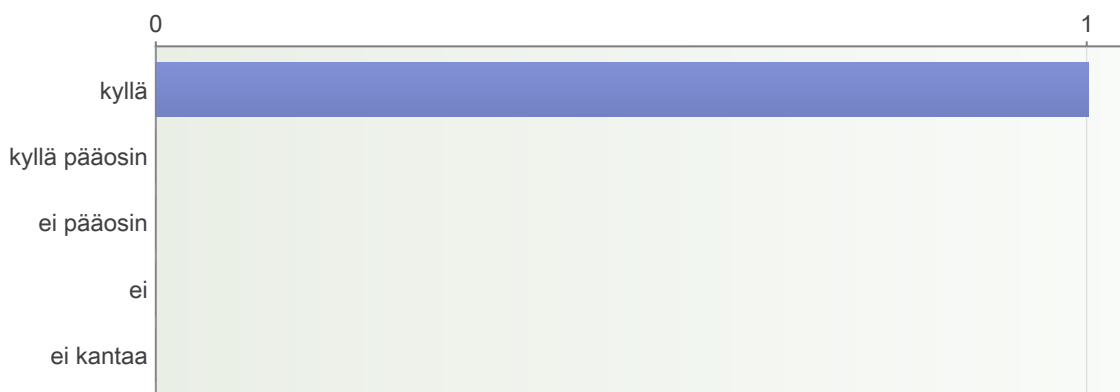 0 1
kyllä
kyllä pääosin
ei pääosin
ei
ei kantaa